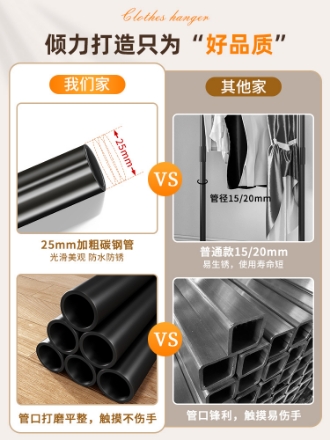 Clothes hanger
倾力打造只为“好品质”
我们家
其他家
25mm
管径15/20mm
VS
25mm加粗碳钢管
光滑美观 防水防锈
普通款15/20mm
易生锈，使用寿命短
VS
管口打磨平整，触摸不伤手
管口锋利，触摸易伤手